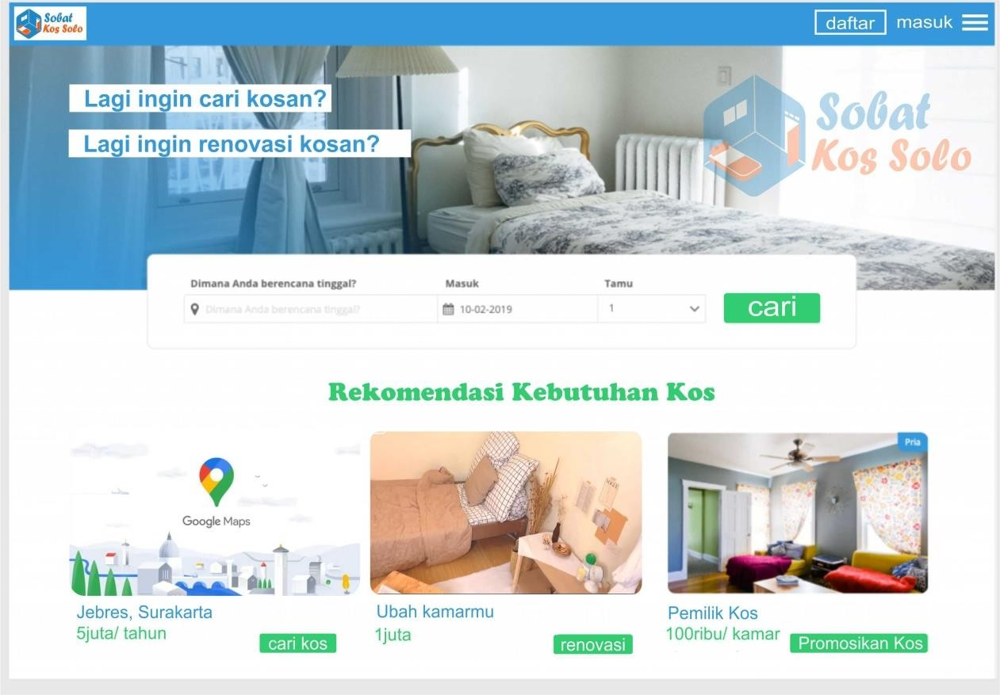 Sobat
Kos Solo
daftar masuk
Lagi ingin cari kosan?
Lagi ingin renovasi kosan?
Sobat
Kos Solo
Dimana Anda berencana tinggal? Masuk Tamu
Dimana Anda berencana tinggal? 10-02-2019 1
cari
Rekomendasi Kebutuhan Kos
Google Maps
VOGUE
Pria
Jebres, Surakarta
5juta/ tahun
cari kos
Ubah kamarmu
1juta
renovasi
Pemilik Kos
100ribu/ kamar
Promosikan Kos